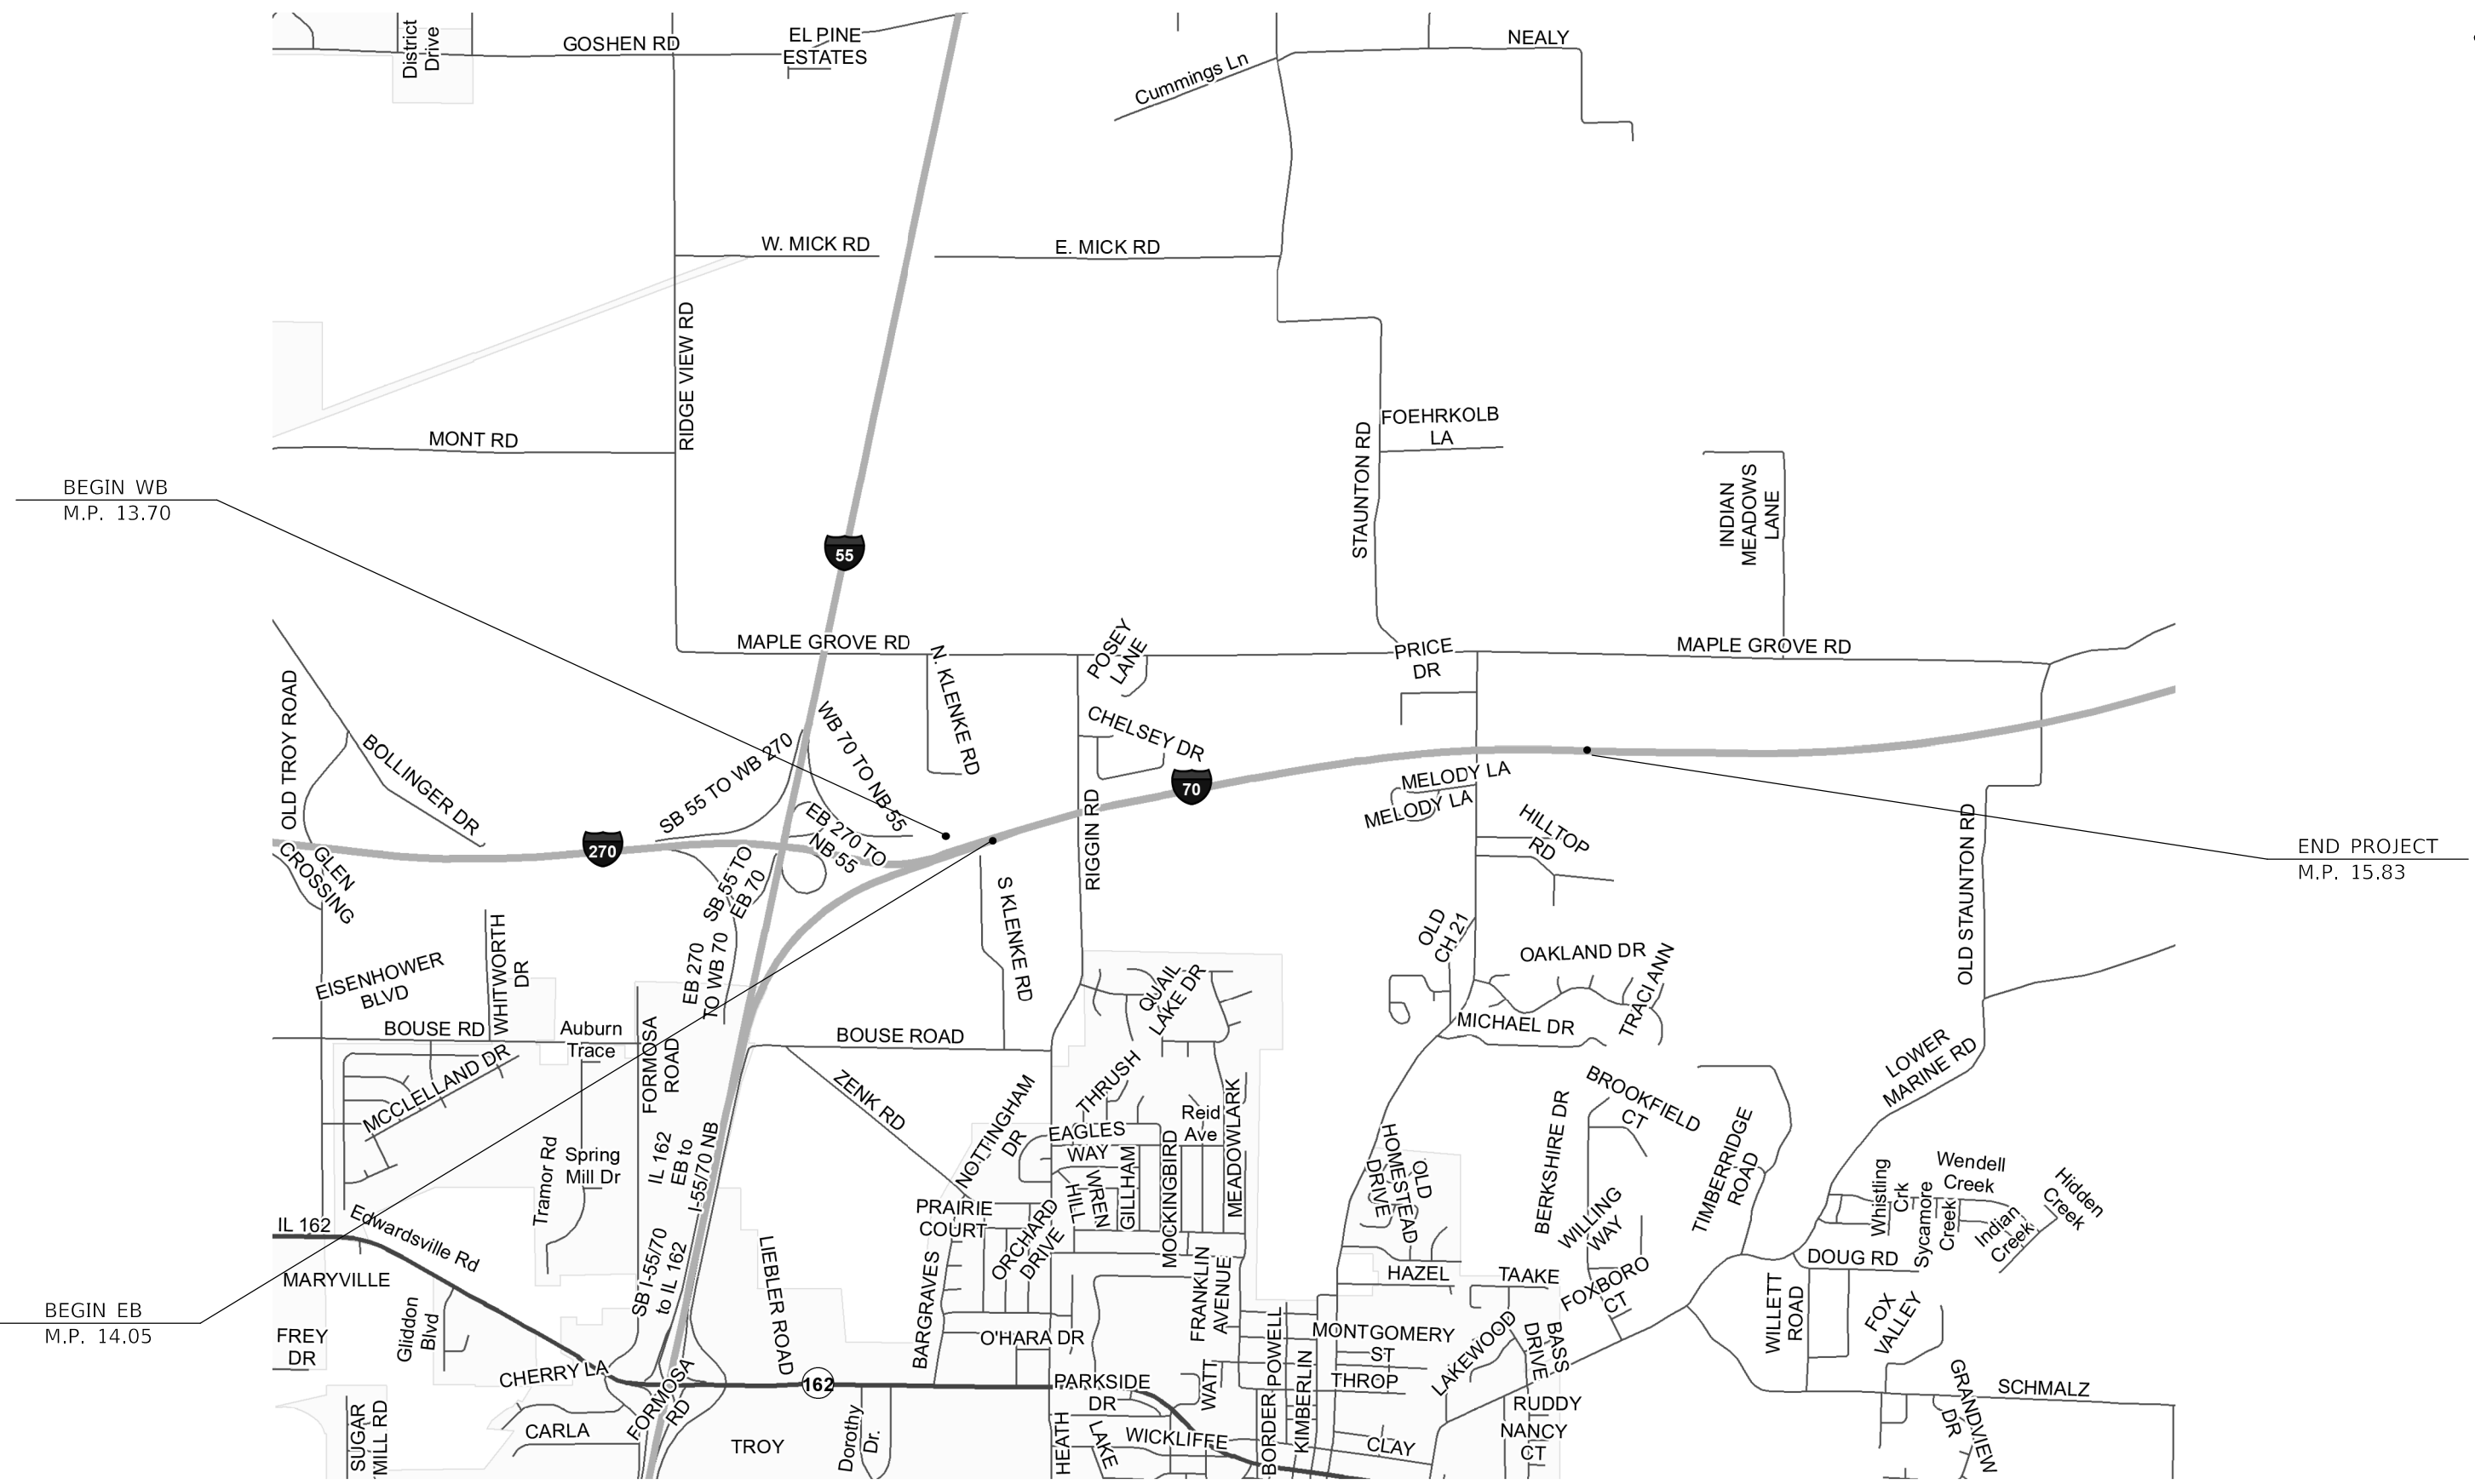 District
Drive
GOSHEN RD
EL PINE
ESTATES
Cummings Ln
NEALY
W. MICK RD
E. MICK RD
RIDGE VIEW RD
MONT RD
STAUNTON RD
FOEHRKOLB
LA
INDIAN
MEADOWS
LANE
BEGIN WB
M.P. 13.70
55
MAPLE GROVE RD
N. KLENKE RD
POSEY
LANE
PRICE
DR
MAPLE GROVE RD
OLD TROY ROAD
BOLLINGER DR
SB 55 TO WB 270
WB 70 TO NB 55
CHELSEY DR
70
MELODY LA
MELODY LA
HILLTOP
RD
270
EB 270 TO
NB 55
RIGGIN RD
OLD STAUNTON RD
END PROJECT
M.P. 15.83
GLEN
CROSSING
SB 55 TO
EB 70
S KLENKE RD
OLD
CH 21
WHITWORTH
DR
EISENHOWER
BLVD
EB 270
TO WB 70
QUAIL
LAKE DR
OAKLAND DR
TRACI ANN
MICHAEL DR
BOUSE RD
Auburn
Trace
FORMOSA
ROAD
BOUSE ROAD
LOWER
MARINE RD
MCCLELLAND DR
ZENK RD
NOTTINGHAM
DR
THRUSH
Reid
Ave
MEADOWLARK
BROOKFIELD
CT
BERKSHIRE DR
TIMBERRIDGE
ROAD
EAGLES
WAY
Tramor Rd
Spring
Mill Dr
IL 162
EB to
I-55/70 NB
WREN
HILL
GILLHAM
MOCKINGBIRD
OLD
HOMESTEAD
DRIVE
WILLING
WAY
Whistling
Crk
Wendell
Creek
Sycamore
Creek
Indian
Creek
Hidden
Creek
PRAIRIE
COURT
ORCHARD
DRIVE
IL 162
Edwardsville Rd
MARYVILLE
SB I-55/70
to IL 162
LIEBLER ROAD
BARGRAVES
FRANKLIN
AVENUE
HAZEL
TAAKE
FOXBORO
CT
DOUG RD
WILLETT
ROAD
FOX
VALLEY
BEGIN EB
M.P. 14.05
FREY
DR
Gliddon
Blvd
O'HARA DR
POWELL
MONTGOMERY
ST
LAKEWOOD
BASS
DRIVE
CHERRY LA
162
PARKSIDE
DR
WATT
THROP
SCHMALZ
GRANDVIEW
DR
SUGAR
MILL RD
CARLA
FORMOSA
RD
TROY
Dorothy
Dr.
HEATH
LAKE
WICKLIFFE
BORDER
KIMBERLIN
CLAY
RUDDY
NANCY
CT